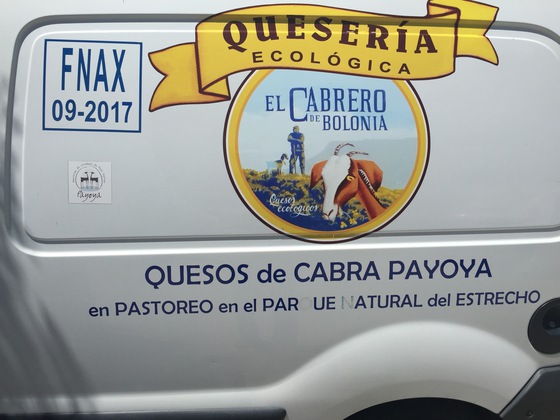 QUESERÍA
ECOLÓGICA
FNAX
09-2017
EL CABRERO
DE BOLONIA
Quesos
ecológicos
Payoya
QUESOS de CABRA PAYOYA
en PASTOREO en el PARQUE NATURAL del ESTRECHO